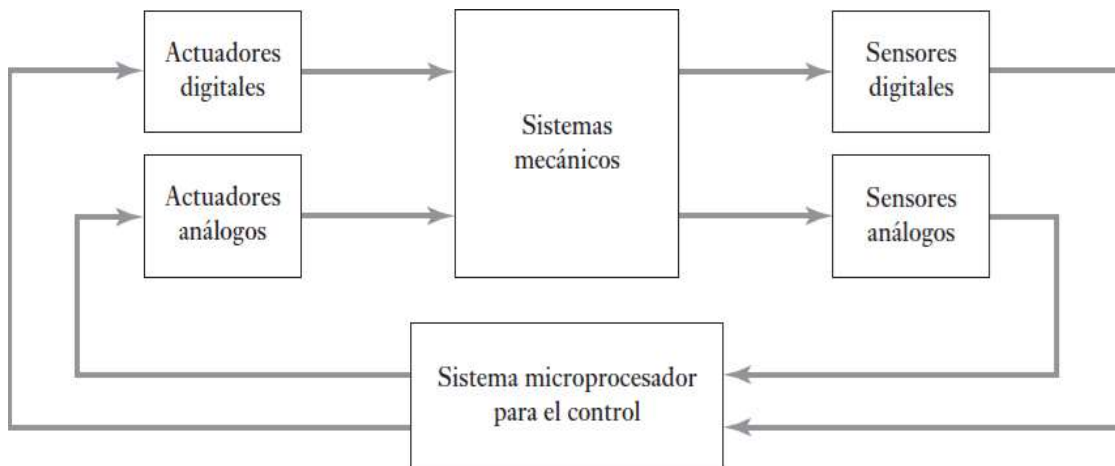 Actuadores
digitales
Sistemas
mecánicos
Sensores
digitales
Actuadores
análogos
Sensores
análogos
Sistema microprocesador
para el control